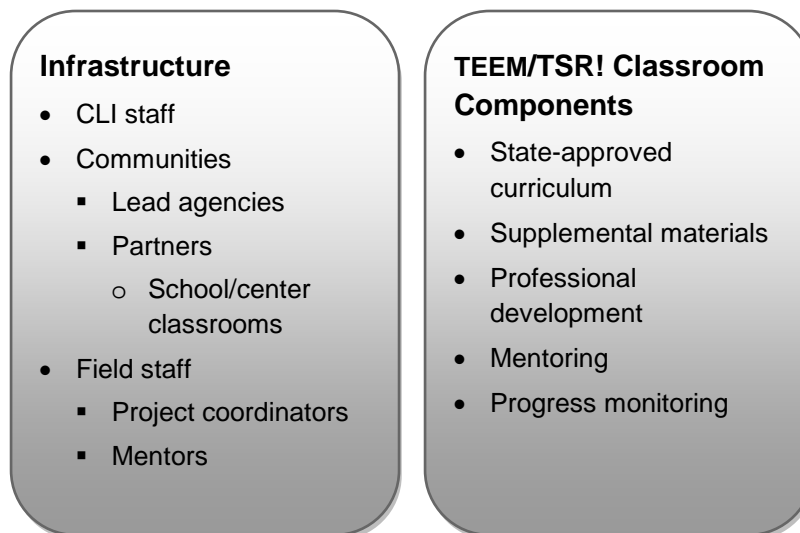 Infrastructure
• CLI staff
• Communities
▪ Lead agencies
▪ Partners
o School/center
classrooms
• Field staff
▪ Project coordinators
▪ Mentors
TEEM/TSR! Classroom
Components
• State-approved
curriculum
• Supplemental materials
• Professional
development
• Mentoring
• Progress monitoring